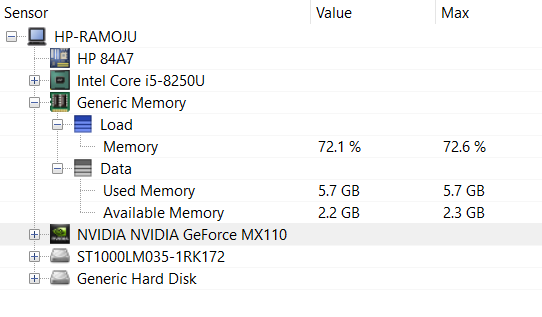 Sensor Value Max
HP-RAMOJU
HP 84A7
Intel Core i5-8250U
Generic Memory
Load
Memory 72.1 % 72.6 %
Data
Used Memory 5.7 GB 5.7 GB
Available Memory 2.2 GB 2.3 GB
NVIDIA NVIDIA GeForce MX110
ST1000LM035-1RK172
Generic Hard Disk